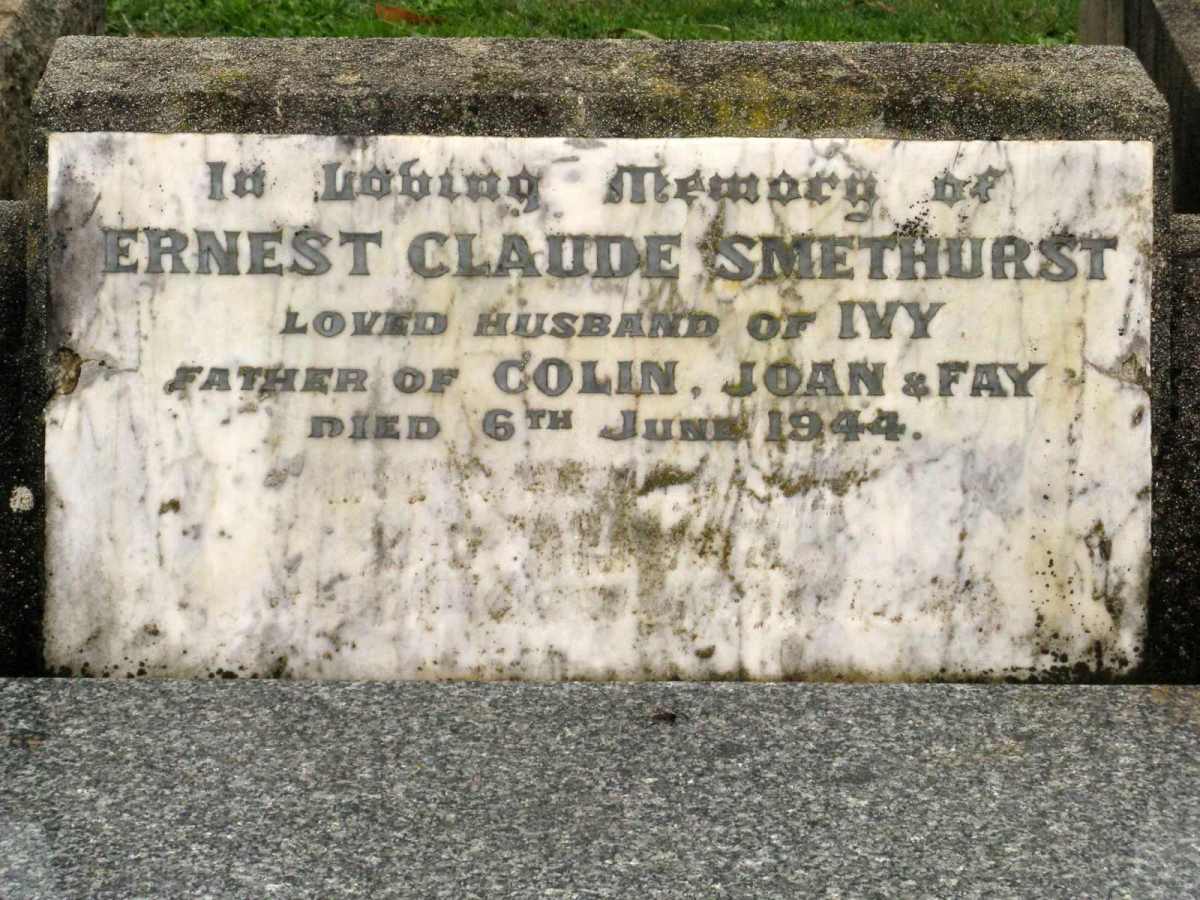 In Loving Memory of
ERNEST CLAUDE SMETHURST
LOVED HUSBAND OF IVY
FATHER OF COLIN, JOAN & FAY
DIED 6TH JUNE 1944.